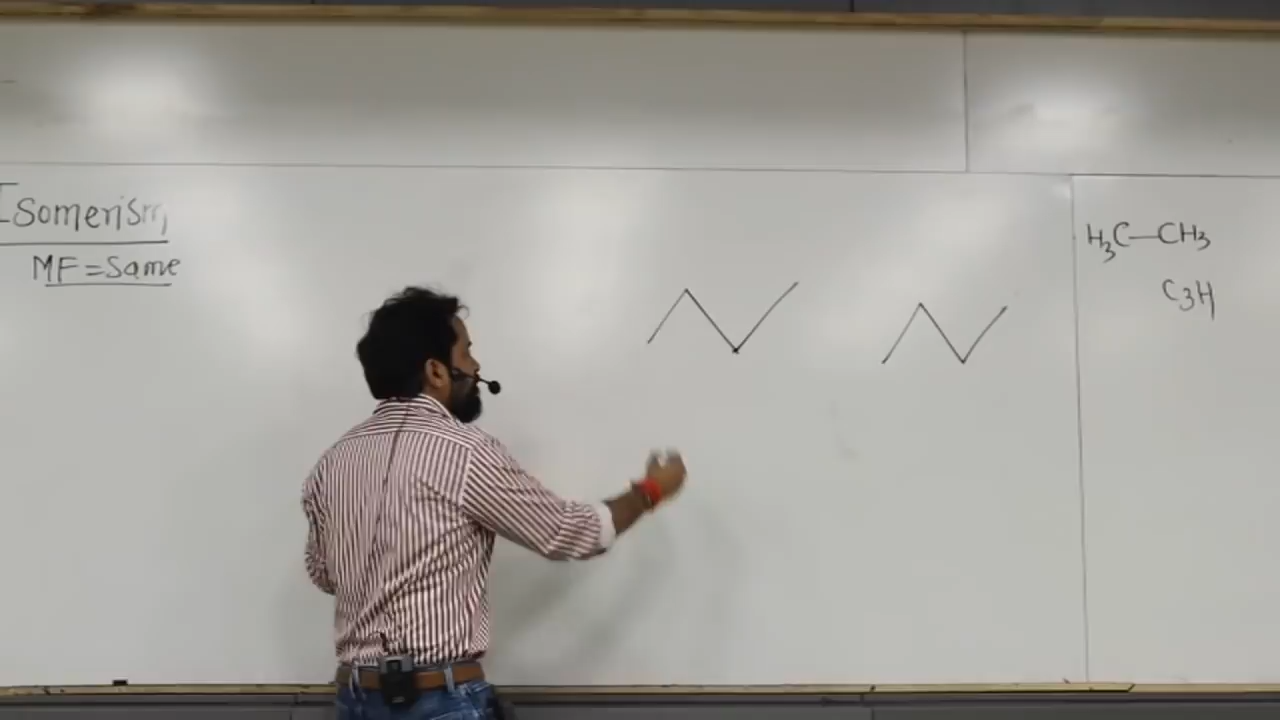 Isomerism
MF = Same
H₃C—CH₃
C₃H